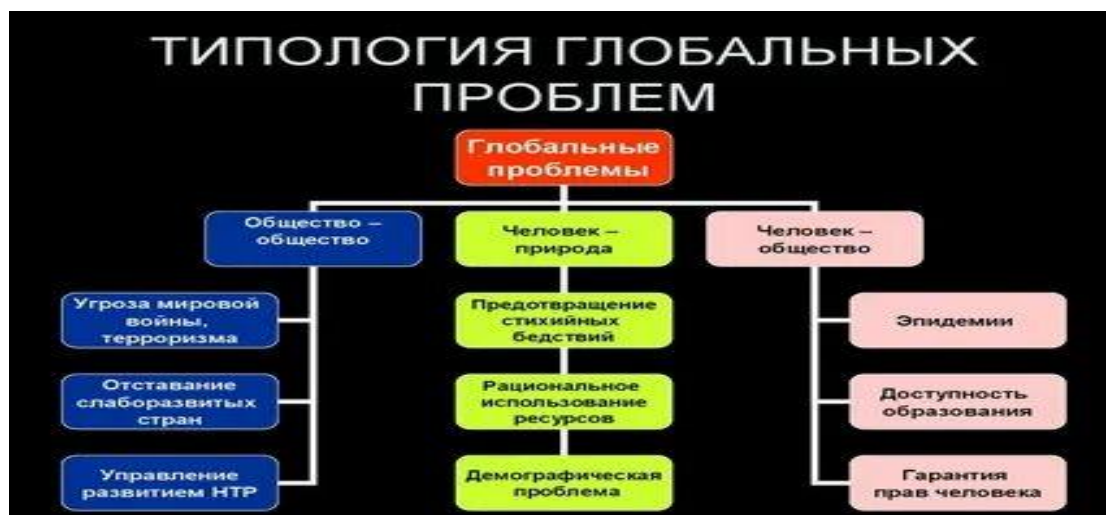 ТИПОЛОГИЯ ГЛОБАЛЬНЫХ
ПРОБЛЕМ
Глобальные
проблемы
Общество –
общество
Человек –
природа
Человек –
общество
Угроза мировой
войны,
терроризма
Предотвращение
стихийных
бедствий
Эпидемии
Отставание
слаборазвитых
стран
Рациональное
использование
ресурсов
Доступность
образования
Управление
развитием НТР
Демографическая
проблема
Гарантия
прав человека